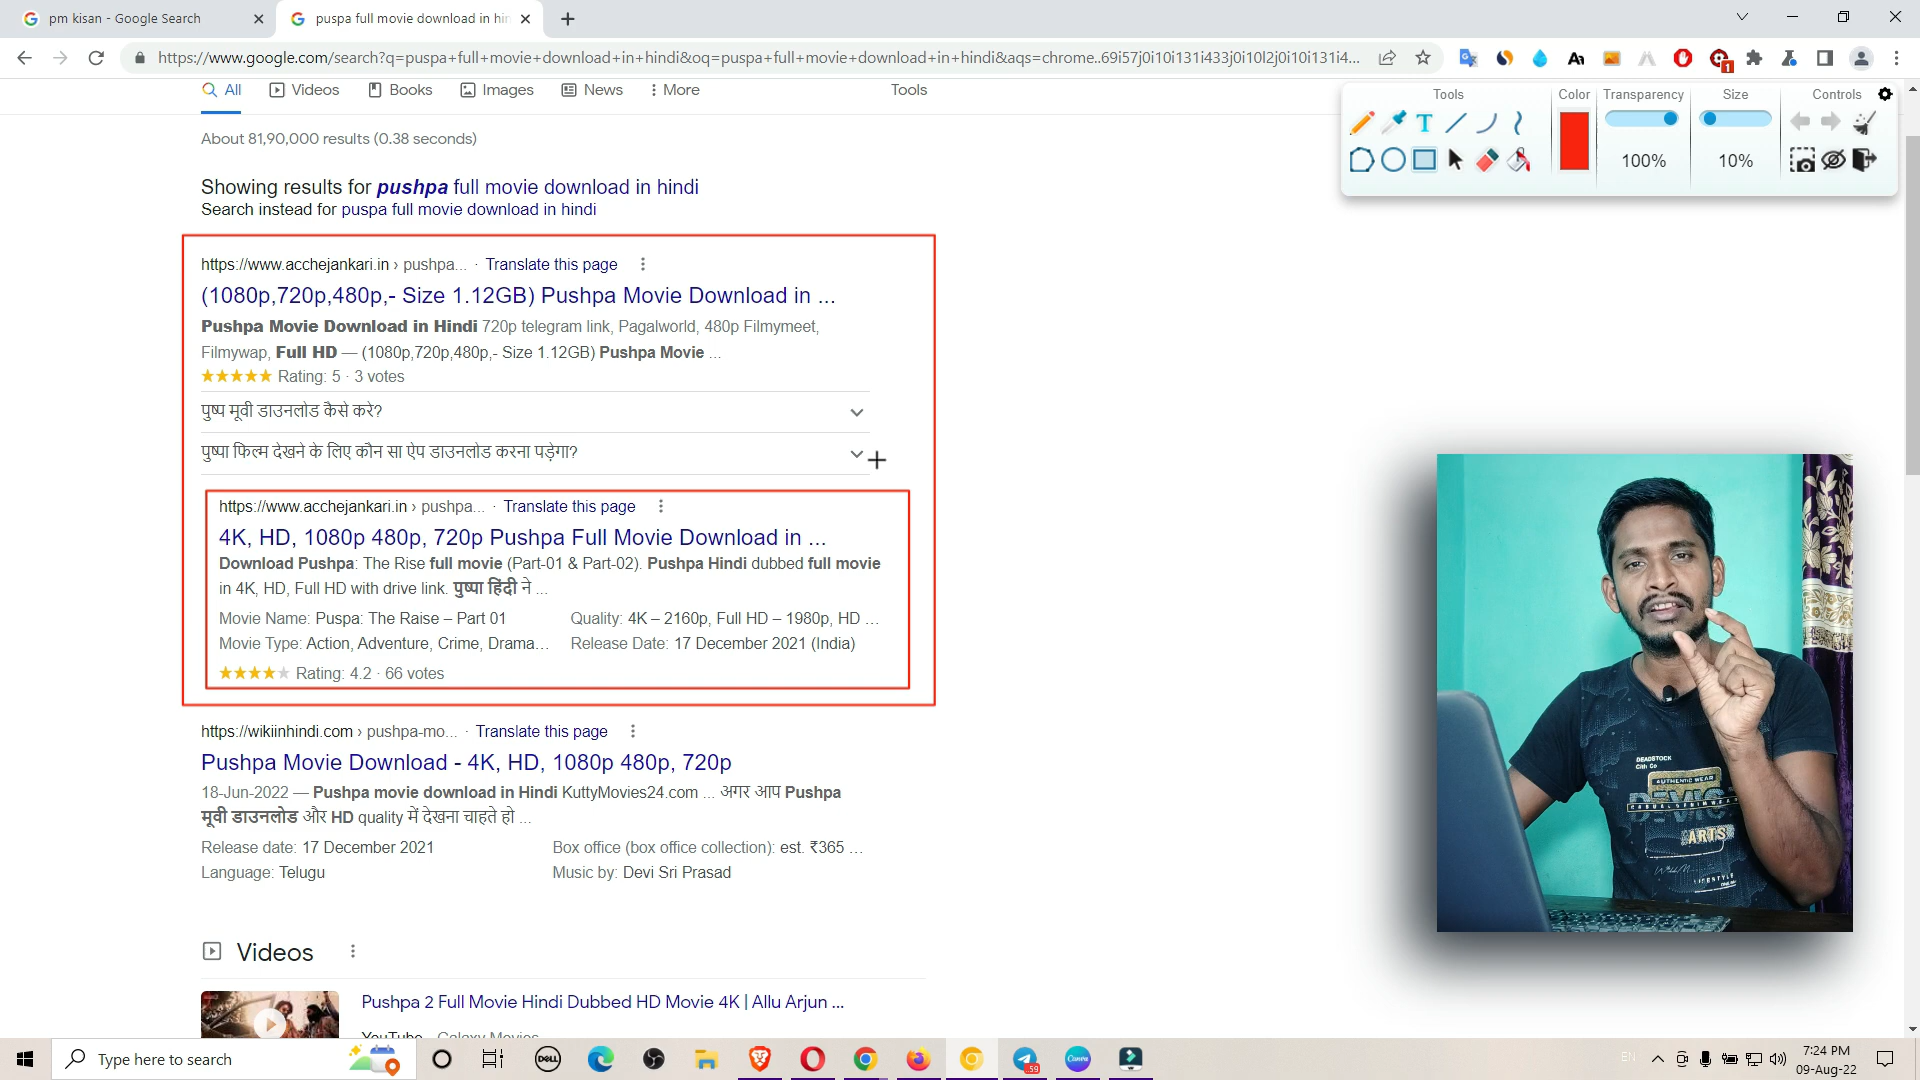 pm kisan - Google Search
puspa full movie download in hin
https://www.google.com/search?q=puspa+full+movie+download+in+hindi&oq=puspa+full+movie+download+in+hindi&aqs=chrome..69i57j0i10i131i433j0i10l2j0i10i131i4...
All Videos Books Images News More Tools
About 81,90,000 results (0.38 seconds)
Showing results for pushpa full movie download in hindi
Search instead for puspa full movie download in hindi
https://www.acchejankari.in › pushpa... · Translate this page
(1080p,720p,480p,- Size 1.12GB) Pushpa Movie Download in ...
Pushpa Movie Download in Hindi 720p telegram link, Pagalworld, 480p Filmymeet,
Filmywap, Full HD — (1080p,720p,480p,- Size 1.12GB) Pushpa Movie ...
Rating: 5 · 3 votes
पुष्प मूवी डाउनलोड कैसे करे?
पुष्पा फिल्म देखने के लिए कौन सा ऐप डाउनलोड करना पड़ेगा?
https://www.acchejankari.in › pushpa... · Translate this page
4K, HD, 1080p 480p, 720p Pushpa Full Movie Download in ...
Download Pushpa: The Rise full movie (Part-01 & Part-02). Pushpa Hindi dubbed full movie
in 4K, HD, Full HD with drive link. पुष्पा हिंदी ने ...
Movie Name: Puspa: The Raise – Part 01 Quality: 4K – 2160p, Full HD – 1980p, HD ...
Movie Type: Action, Adventure, Crime, Drama... Release Date: 17 December 2021 (India)
Rating: 4.2 · 66 votes
https://wikiinhindi.com › pushpa-mo... · Translate this page
Pushpa Movie Download - 4K, HD, 1080p 480p, 720p
18-Jun-2022 — Pushpa movie download in Hindi KuttyMovies24.com ... अगर आप Pushpa
मूवी डाउनलोड और HD quality में देखना चाहते हो ...
Release date: 17 December 2021 Box office (box office collection): est. ₹365 ...
Language: Telugu Music by: Devi Sri Prasad
Videos
Pushpa 2 Full Movie Hindi Dubbed HD Movie 4K | Allu Arjun ...
YouTube Galaxy Movies
Tools Color Transparency Size Controls
100% 10%
DEADSTOCK
Cith Co
AUTHENTIC WEAR
ARTS
LIFESTYLE
Type here to search
DELL
Canva
59
EN
7:24 PM
09-Aug-22